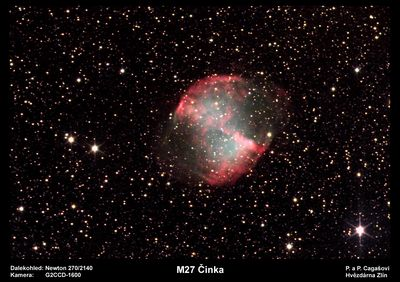 M27 Činka
Dalekohled: Newton 270/2140
Kamera: G2CCD-1600
P. a P. Cagašovi
Hvězdárna Zlín